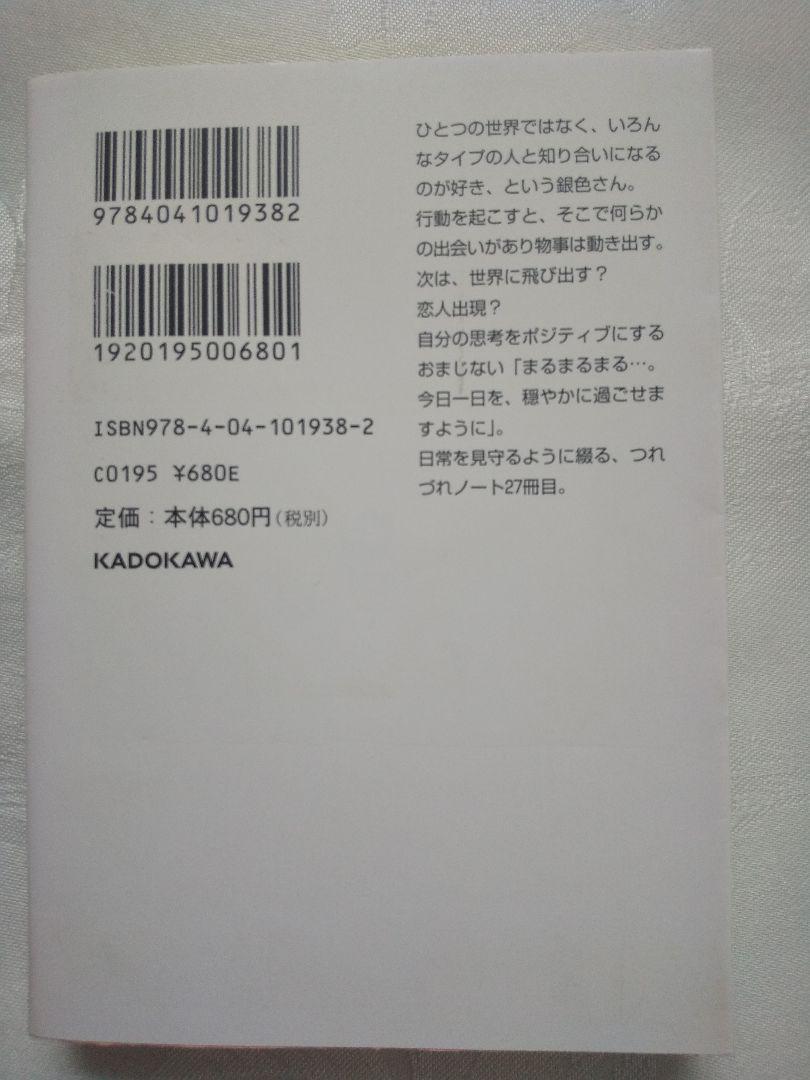 9784041019382
1920195006801
ISBN978-4-04-101938-2
C0195 ¥680E
定価：本体680円（税別）
KADOKAWA
ひとつの世界ではなく、いろん
なタイプの人と知り合いになる
のが好き、という銀色さん。
行動を起こすと、そこで何らか
の出会いがあり物事は動き出す。
次は、世界に飛び出す？
恋人出現？
自分の思考をポジティブにする
おまじない「まるまるまる…。
今日一日を、穏やかに過ごせま
すように」。
日常を見守るように綴る、つれ
づれノート27冊目。